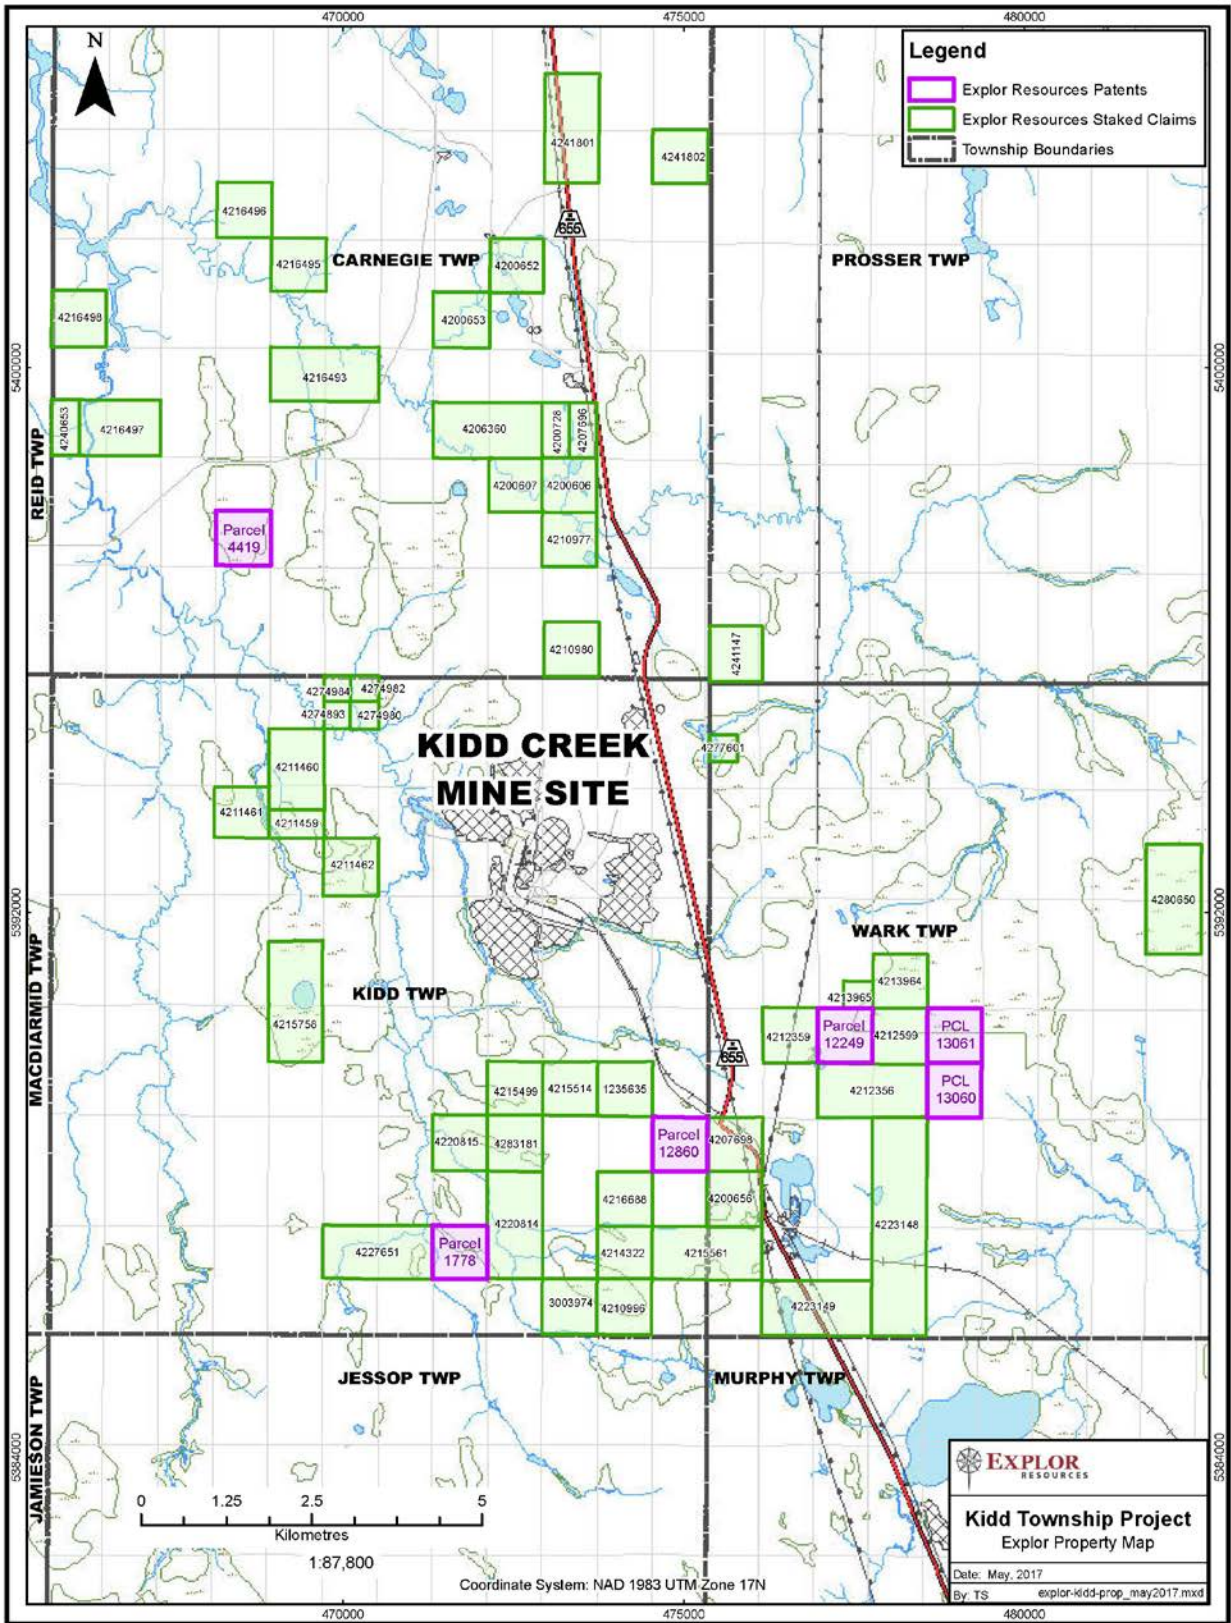 470000
475000
480000
N
Legend
Explor Resources Patents
Explor Resources Staked Claims
Township Boundaries
4241801
4241802
4216496
655
4216495
CARNEGIE TWP
4200652
PROSSER TWP
4216498
4200653
5400000
5400000
4216493
4240653
4216497
4206360
4200728
4207696
REID TWP
4200607
4200606
Parcel
4419
4210977
4210980
4241147
4274984
4274982
4274893
4274980
KIDD CREEK
MINE SITE
4277601
4211460
4211461
4211459
4211462
4280650
5392000
5392000
WARK TWP
4213964
4213965
KIDD TWP
MACDIARMID TWP
4215756
4212359
Parcel
12249
4212599
PCL
13061
655
4215499
4215514
1235635
4212356
PCL
13060
4220815
4283181
Parcel
12860
4207698
4216688
4200656
4220814
4223148
4227651
Parcel
1778
4214322
4215561
3003974
4210996
4223149
JESSOP TWP
MURPHY TWP
JAMIESON TWP
5384000
5384000
0
1.25
2.5
5
Kilometres
1:87,800
Coordinate System: NAD 1983 UTM Zone 17N
EXPLOR
RESOURCES
Kidd Township Project
Explor Property Map
Date: May, 2017
By: TS
explor-kidd-prop_may2017.mxd
470000
475000
480000